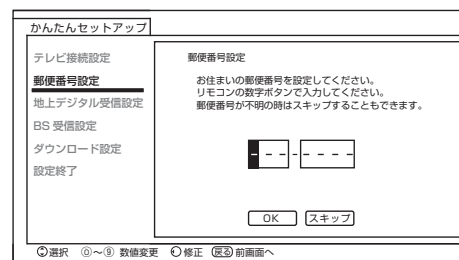 かんたんセットアップ
テレビ接続設定
郵便番号設定
地上デジタル受信設定
BS 受信設定
ダウンロード設定
設定終了
郵便番号設定
お住まいの郵便番号を設定してください。
リモコンの数字ボタンで入力してください。
郵便番号が不明の時はスキップすることもできます。
- - - - - - - -
OK スキップ
選択 ⓪～⑨ 数値変更 修正 戻る 前画面へ